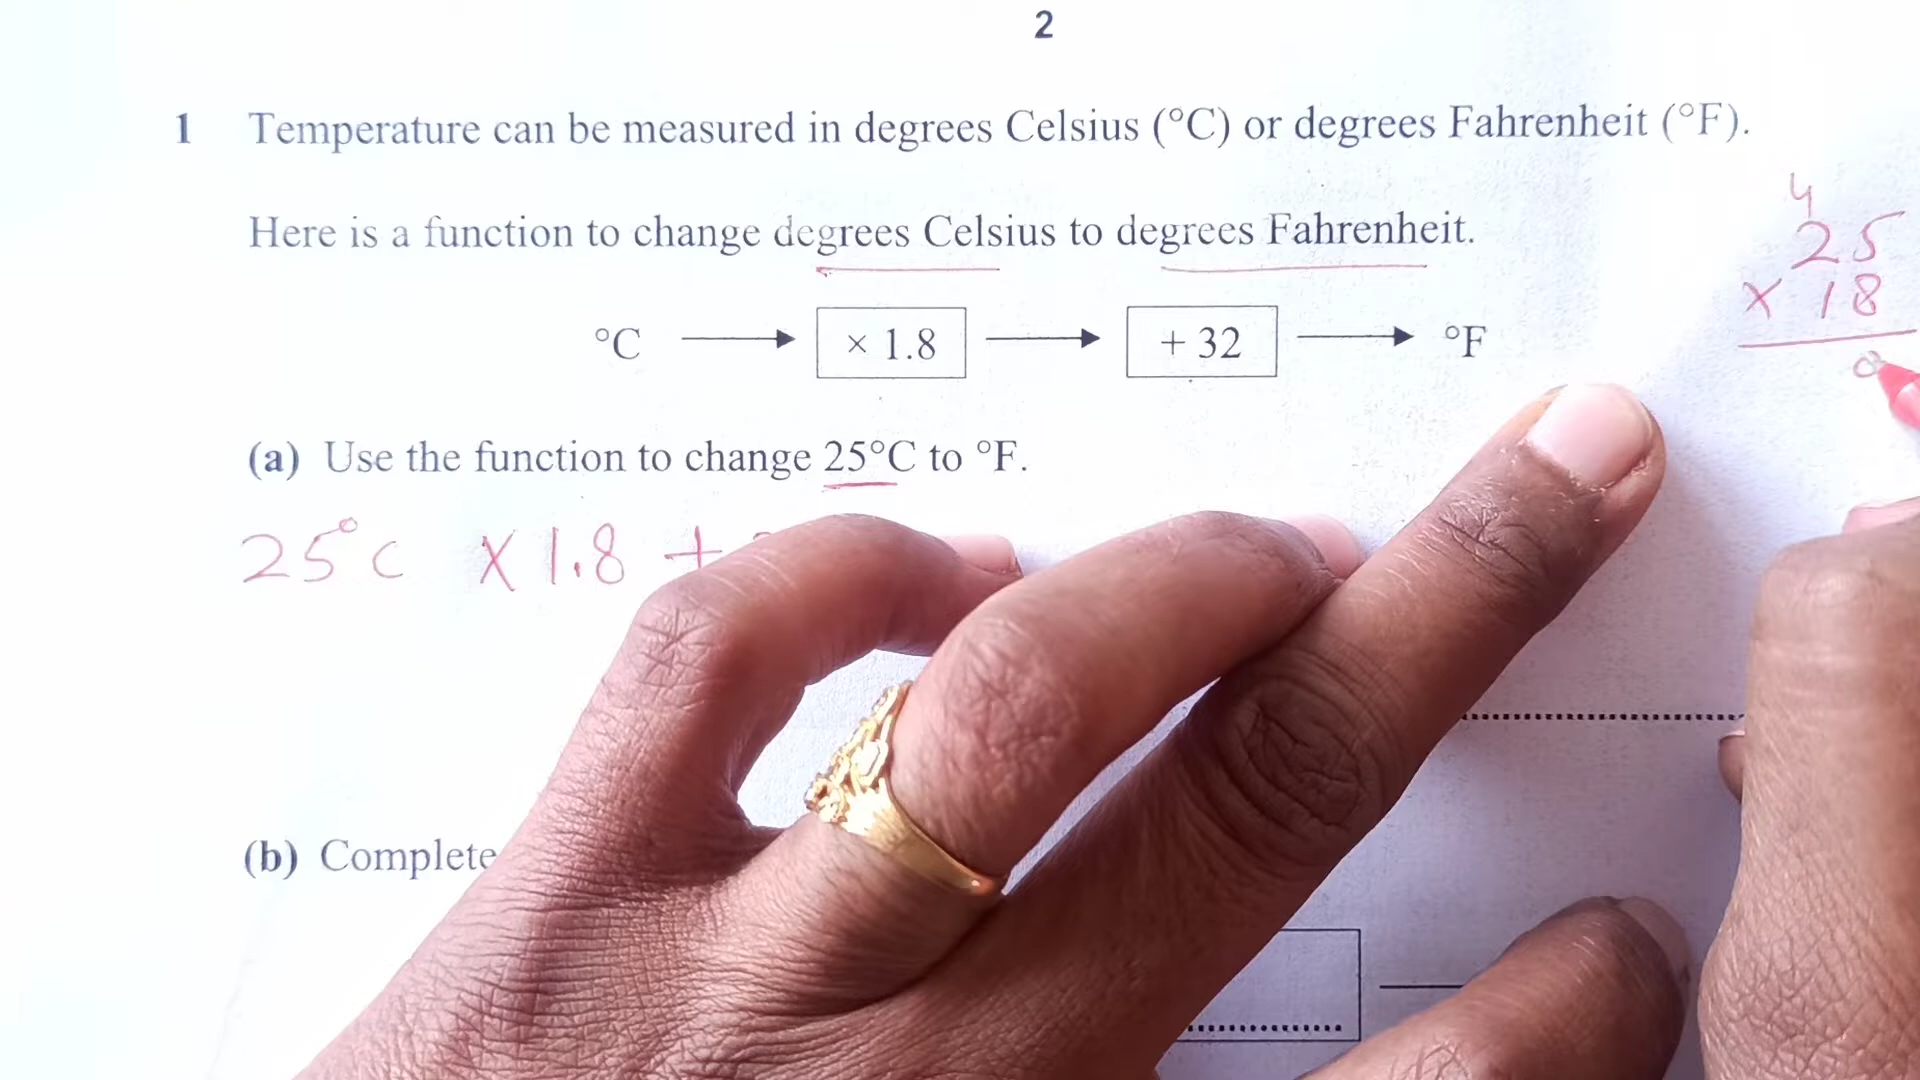 2
1 Temperature can be measured in degrees Celsius (°C) or degrees Fahrenheit (°F).
Here is a function to change degrees Celsius to degrees Fahrenheit.
°C × 1.8 + 32 °F
4
25
× 18
0
(a) Use the function to change 25°C to °F.
25°C × 1.8 +
(b) Complete